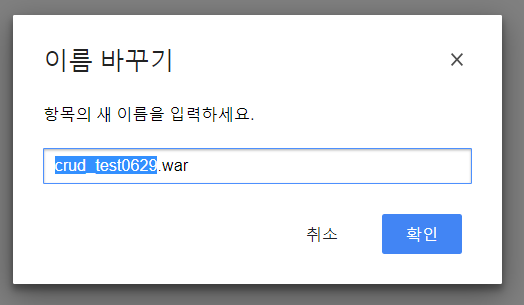 이름 바꾸기
항목의 새 이름을 입력하세요.
crud_test0629.war
취소 확인